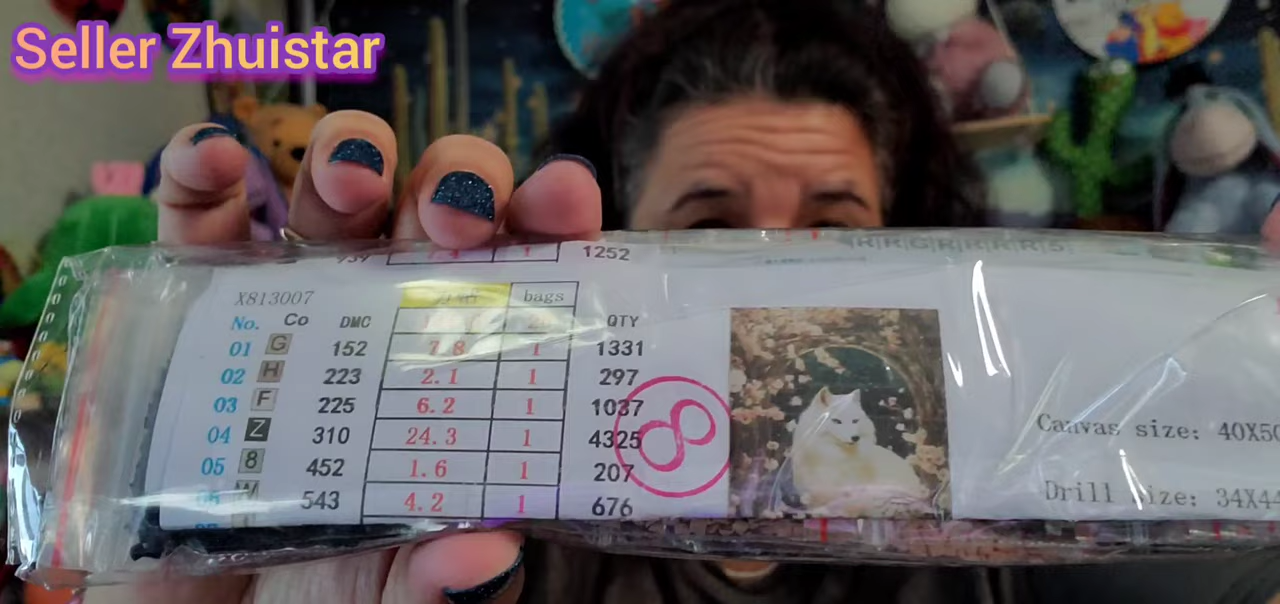 Seller Zhuistar
1 1252
X813007 bags
No. Co DMC QTY
01 G 152 7.8 1 1331
02 H 223 2.1 1 297
03 F 225 6.2 1 1037
04 Z 310 24.3 1 4325
05 8 452 1.6 1 207
543 4.2 1 676
8
Canvas size: 40X50
Drill Size: 34X44